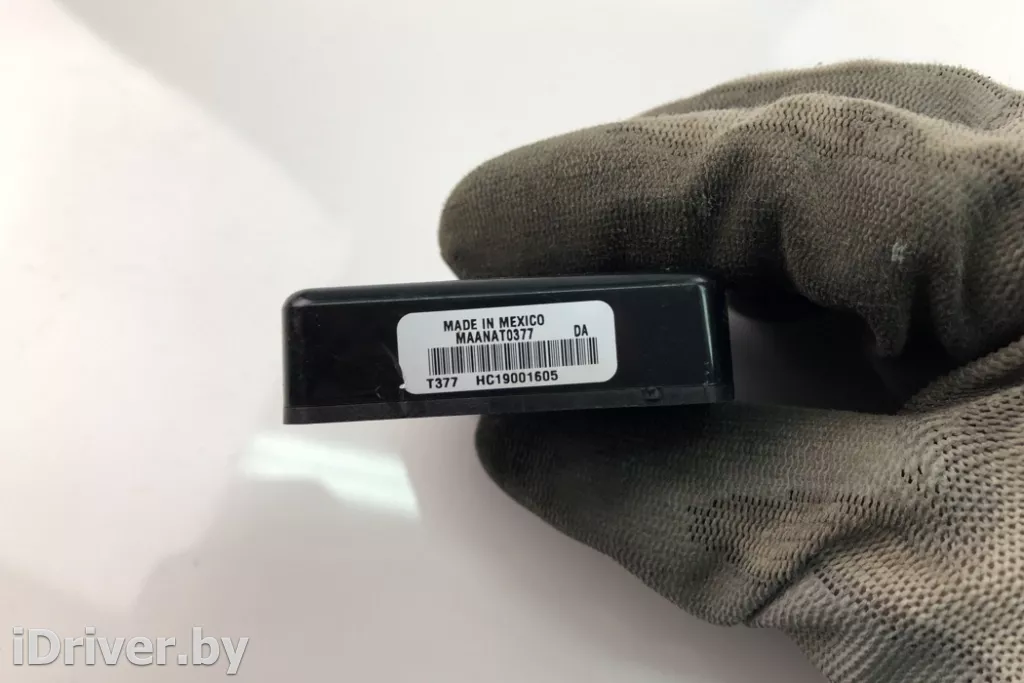 MADE IN MEXICO
MAANAT0377 DA
T377 HC19001605
iDriver.by